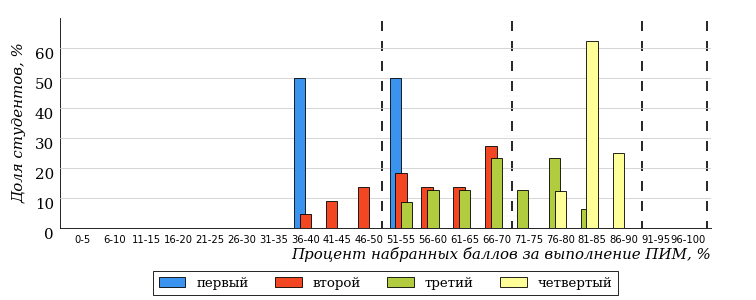 Доля студентов, %
60
50
40
30
20
10
0
0-5 6-10 11-15 16-20 21-25 26-30 31-35 36-40 41-45 46-50 51-55 56-60 61-65 66-70 71-75 76-80 81-85 86-90 91-95 96-100
Процент набранных баллов за выполнение ПИМ, %
первый второй третий четвертый